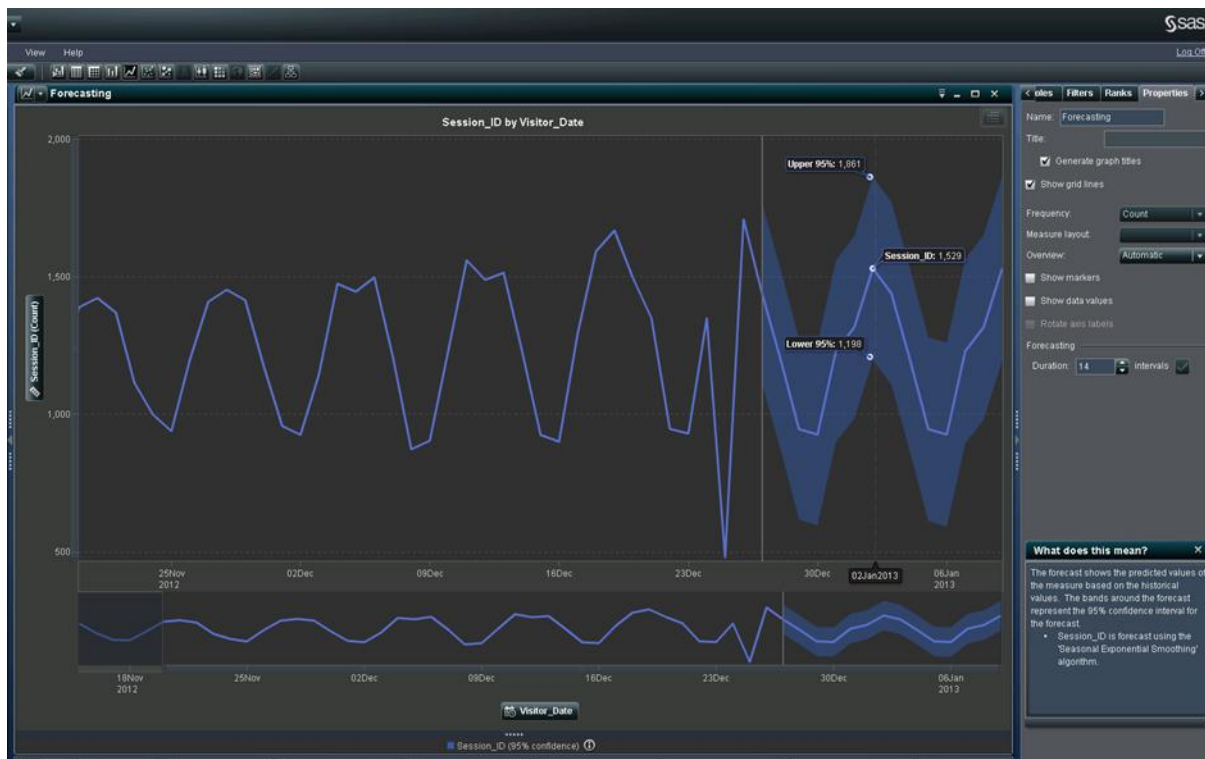 sas
View Help
Log Off
Forecasting
Session_ID by Visitor_Date
2,000
1,500
1,000
500
Session_ID (Count)
Upper 95%: 1,861
Session_ID: 1,529
Lower 95%: 1,198
25Nov 02Dec 09Dec 16Dec 23Dec 30Dec 02Jan2013 06Jan
2012 2013
18Nov 25Nov 02Dec 09Dec 16Dec 23Dec 30Dec 06Jan
2012 2013
Visitor_Date
Session_ID (95% confidence)
oles Filters Ranks Properties
Name: Forecasting
Title:
Generate graph titles
Show grid lines
Frequency: Count
Measure layout:
Overview: Automatic
Show markers
Show data values
Rotate axis labels
Forecasting
Duration: 14 intervals
What does this mean?
The forecast shows the predicted values of
the measure based on the historical
values. The bands around the forecast
represent the 95% confidence interval for
the forecast.
• Session_ID is forecast using the
'Seasonal Exponential Smoothing'
algorithm.